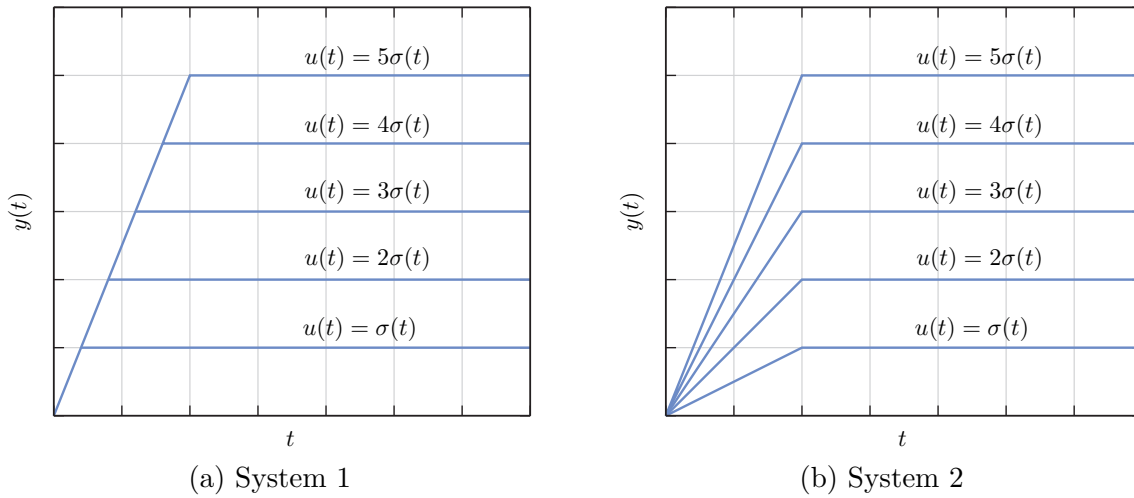 u(t) = 5σ(t)
u(t) = 4σ(t)
u(t) = 3σ(t)
u(t) = 2σ(t)
u(t) = σ(t)
y(t)
t
(a) System 1
u(t) = 5σ(t)
u(t) = 4σ(t)
u(t) = 3σ(t)
u(t) = 2σ(t)
u(t) = σ(t)
y(t)
t
(b) System 2